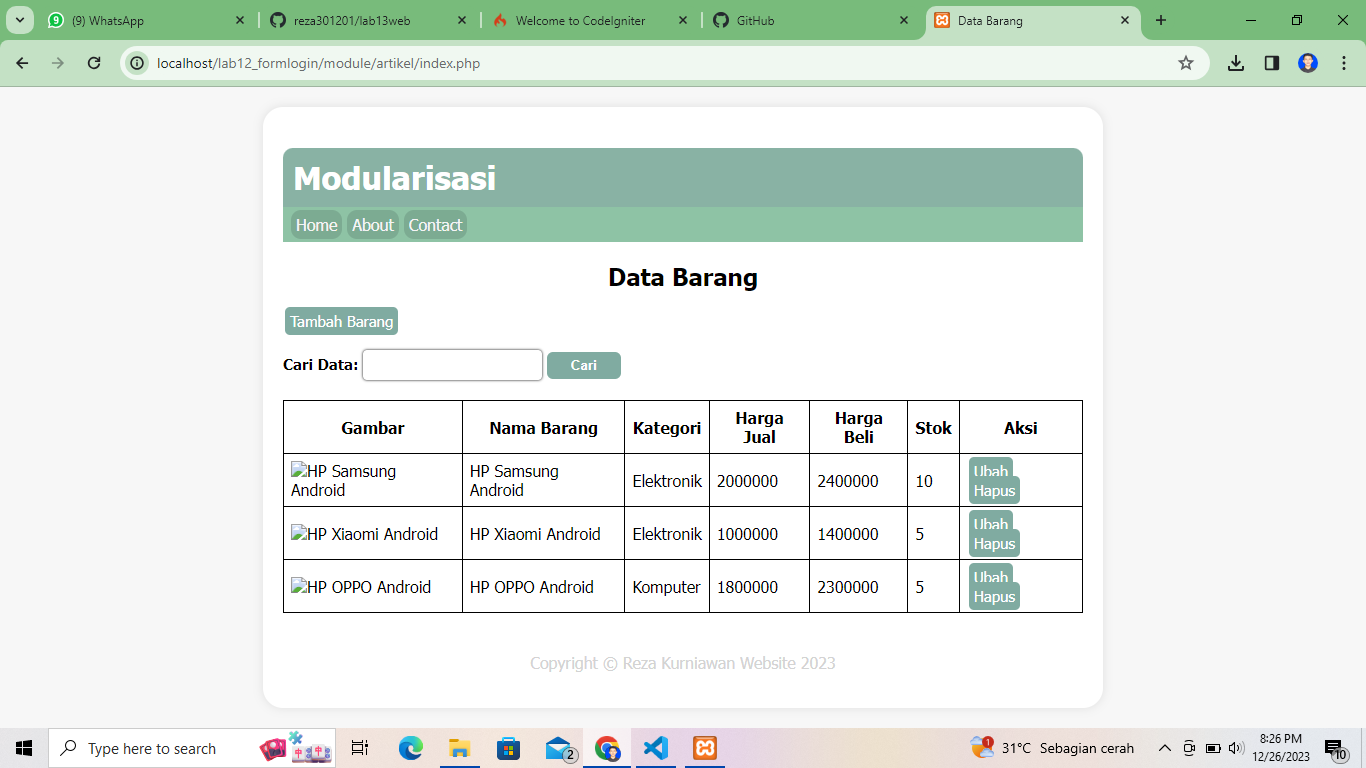 (9) WhatsApp
reza301201/lab13web
Welcome to CodeIgniter
GitHub
Data Barang
localhost/lab12_formlogin/module/artikel/index.php
Modularisasi
Home About Contact
Data Barang
Tambah Barang
Cari Data: Cari
Gambar Nama Barang Kategori Harga Jual Harga Beli Stok Aksi
HP Samsung Android HP Samsung Android Elektronik 2000000 2400000 10 Ubah Hapus
HP Xiaomi Android HP Xiaomi Android Elektronik 1000000 1400000 5 Ubah Hapus
HP OPPO Android HP OPPO Android Komputer 1800000 2300000 5 Ubah Hapus
Copyright © Reza Kurniawan Website 2023
Type here to search
2
1
31°C Sebagian cerah
8:26 PM
12/26/2023
10